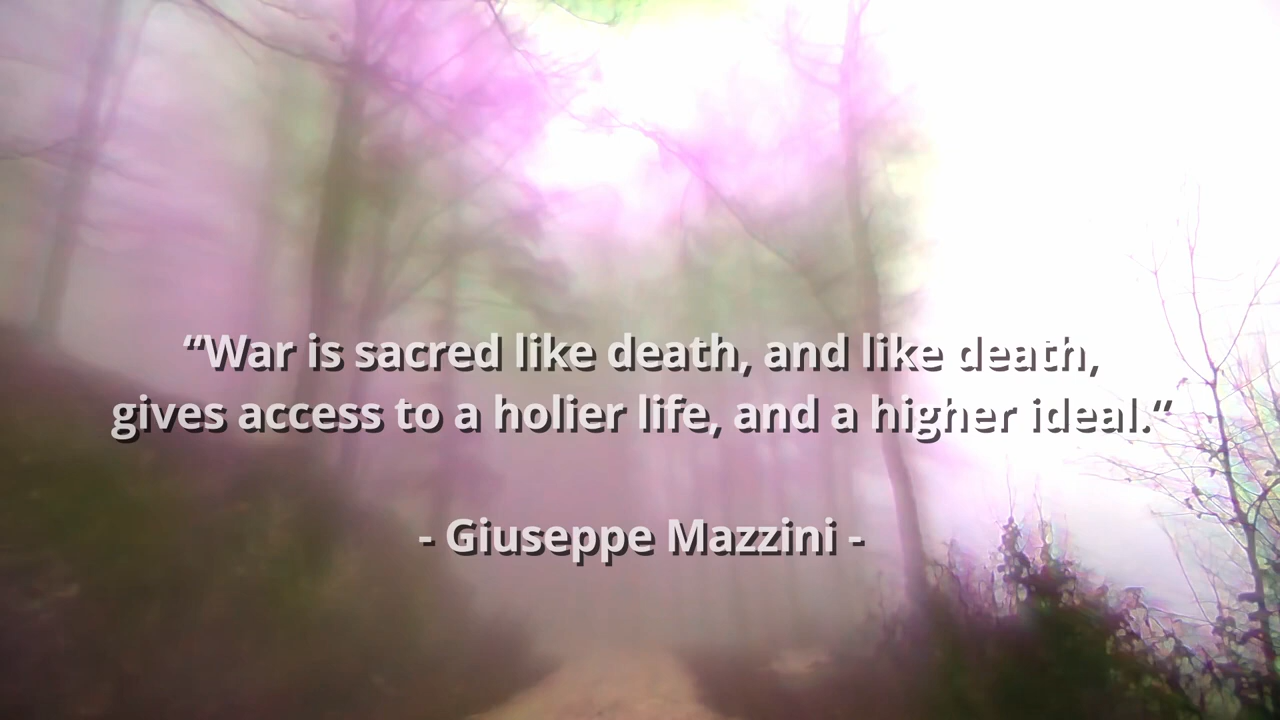 “War is sacred like death, and like death,
gives access to a holier life, and a higher ideal.“
- Giuseppe Mazzini -